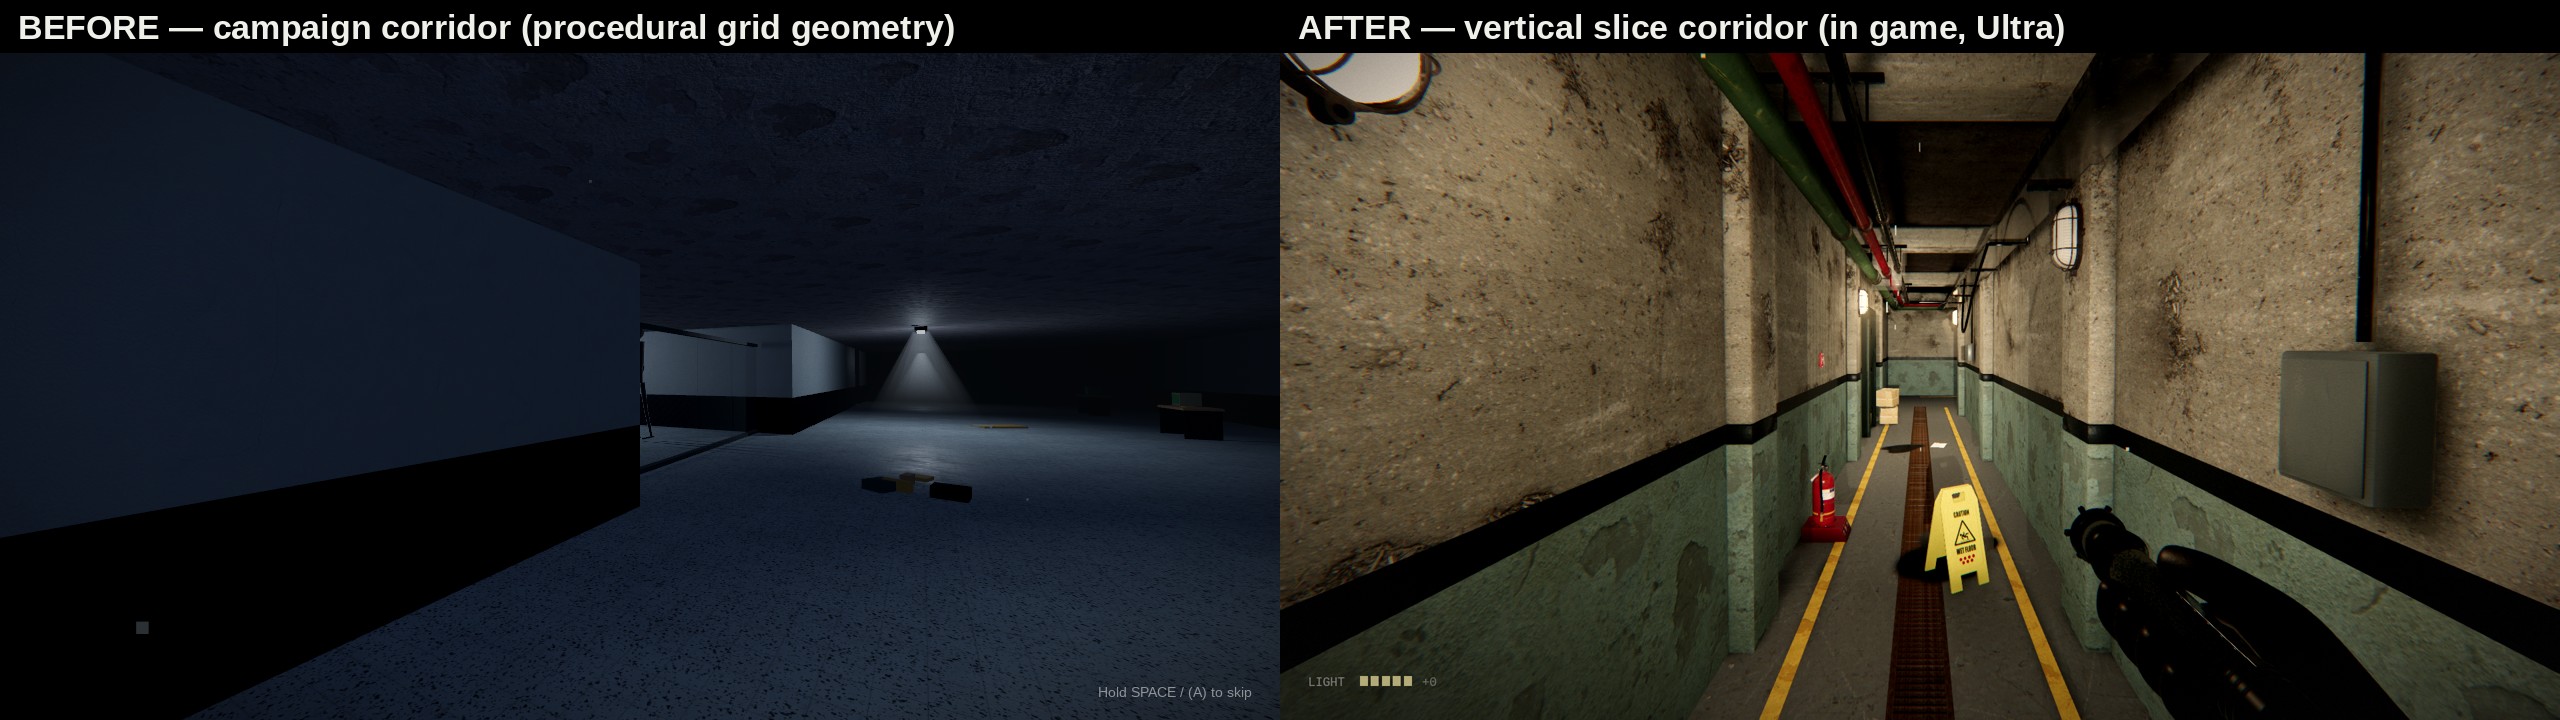 BEFORE — campaign corridor (procedural grid geometry)
AFTER — vertical slice corridor (in game, Ultra)
CAUTION
WET FLOOR
Hold SPACE / (A) to skip
LIGHT +0